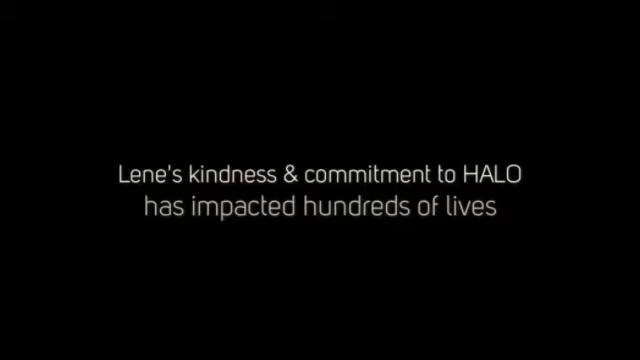 Lene's kindness & commitment to HALO
has impacted hundreds of lives